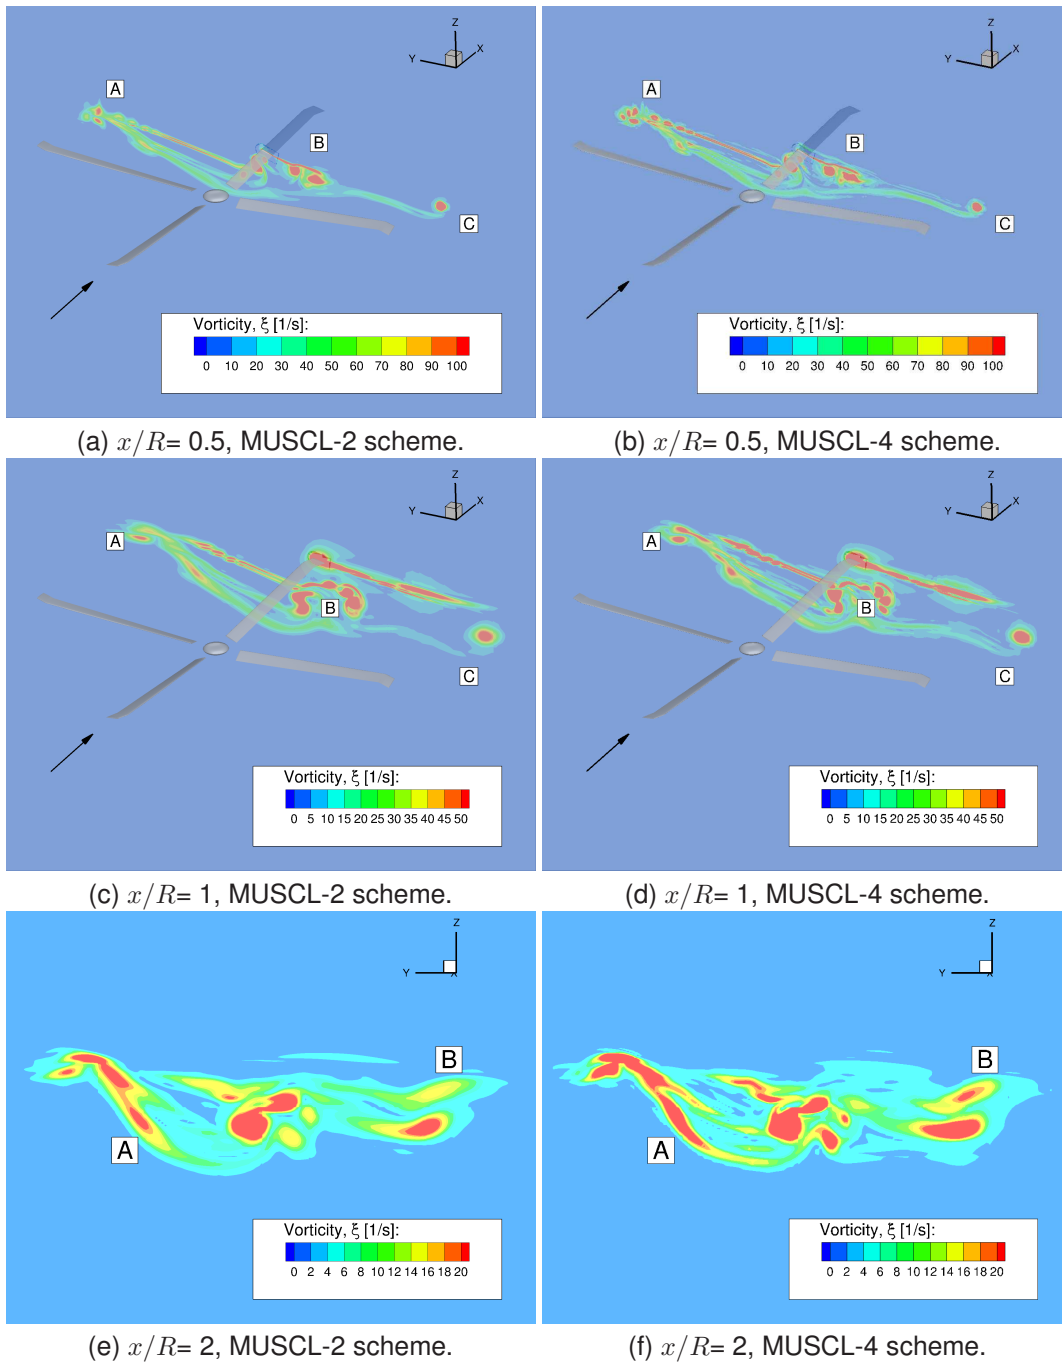 Z
X
Y
A
B
C
Vorticity, ξ [1/s]:
0 10 20 30 40 50 60 70 80 90 100
(a) x/R= 0.5, MUSCL-2 scheme.
Z
X
Y
A
B
C
Vorticity, ξ [1/s]:
0 10 20 30 40 50 60 70 80 90 100
(b) x/R= 0.5, MUSCL-4 scheme.
Z
X
Y
A
B
C
Vorticity, ξ [1/s]:
0 5 10 15 20 25 30 35 40 45 50
(c) x/R= 1, MUSCL-2 scheme.
Z
X
Y
A
B
C
Vorticity, ξ [1/s]:
0 5 10 15 20 25 30 35 40 45 50
(d) x/R= 1, MUSCL-4 scheme.
Z
Y
X
B
A
Vorticity, ξ [1/s]:
0 2 4 6 8 10 12 14 16 18 20
(e) x/R= 2, MUSCL-2 scheme.
Z
Y
X
B
A
Vorticity, ξ [1/s]:
0 2 4 6 8 10 12 14 16 18 20
(f) x/R= 2, MUSCL-4 scheme.